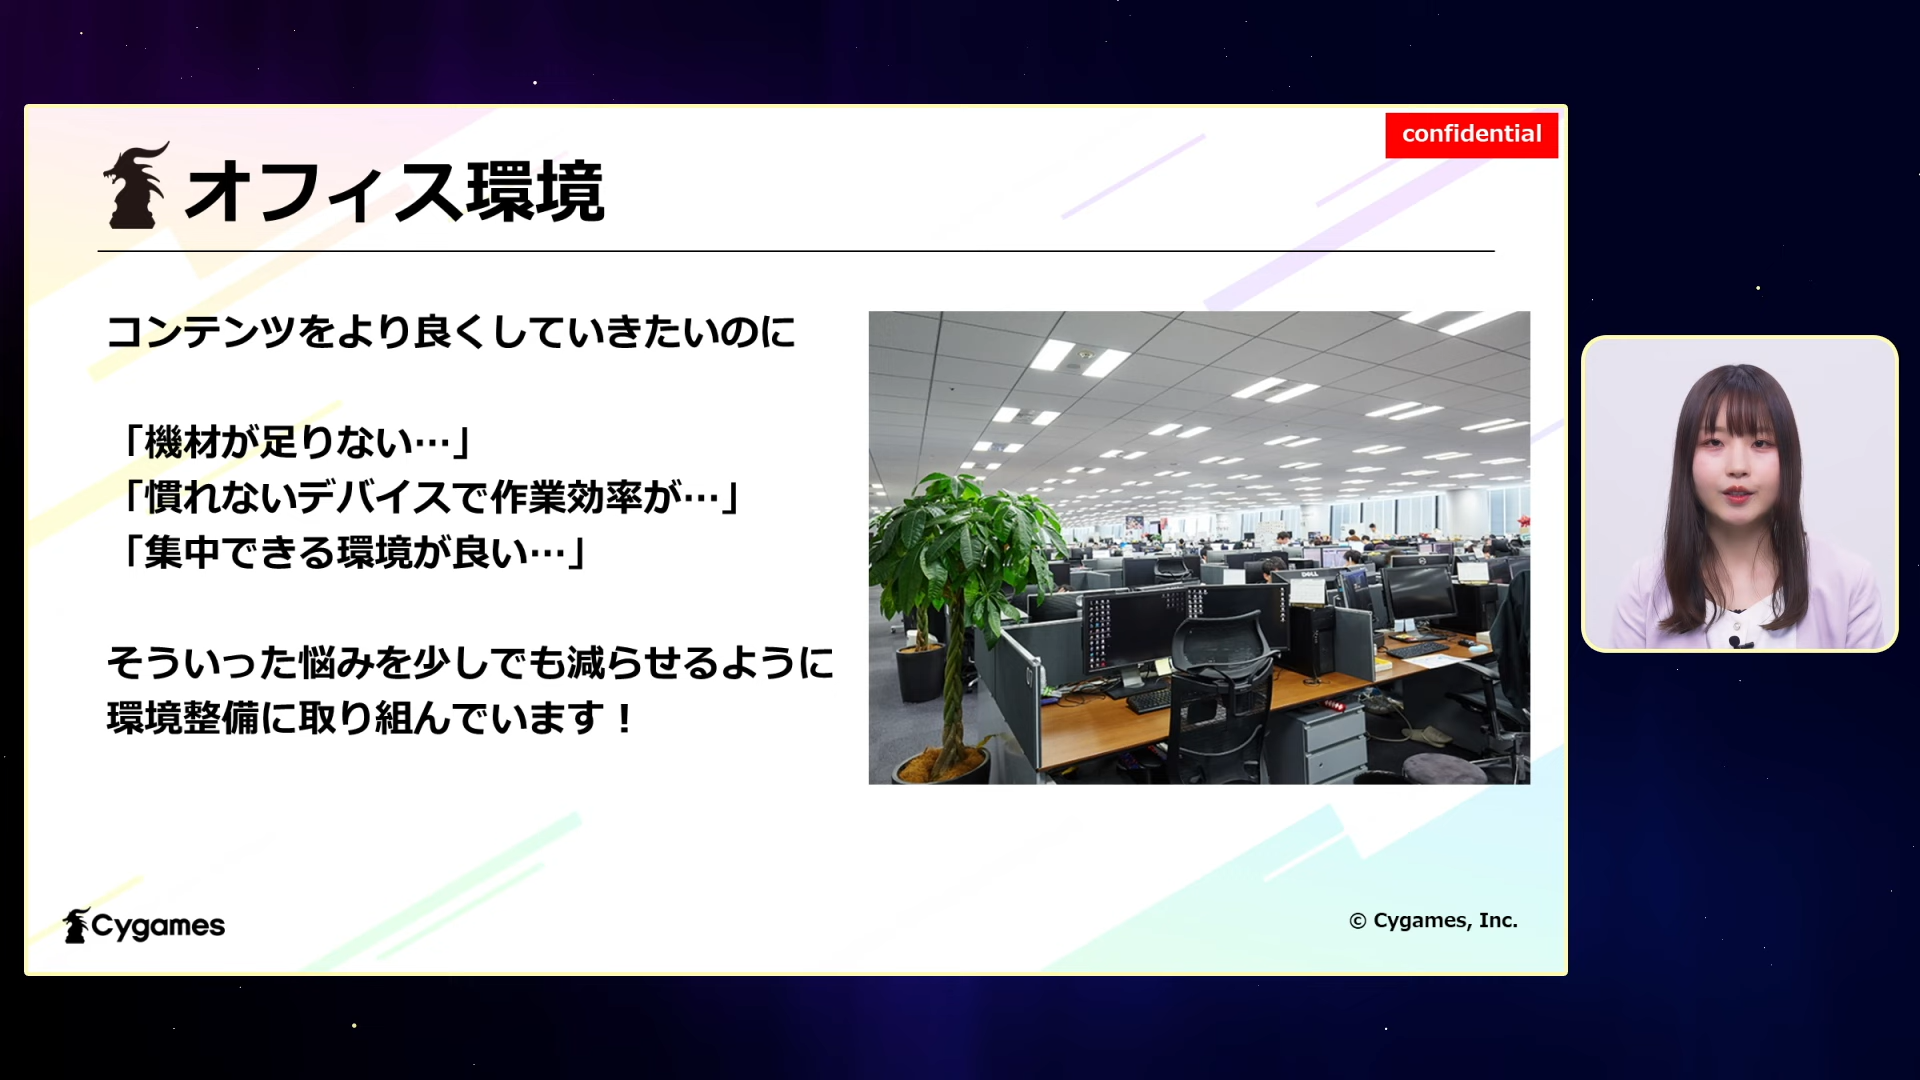 confidential
オフィス環境
コンテンツをより良くしていきたいのに
「機材が足りない…」
「慣れないデバイスで作業効率が…」
「集中できる環境が良い…」
そういった悩みを少しでも減らせるように
環境整備に取り組んでいます！
DELL
Cygames
© Cygames, Inc.